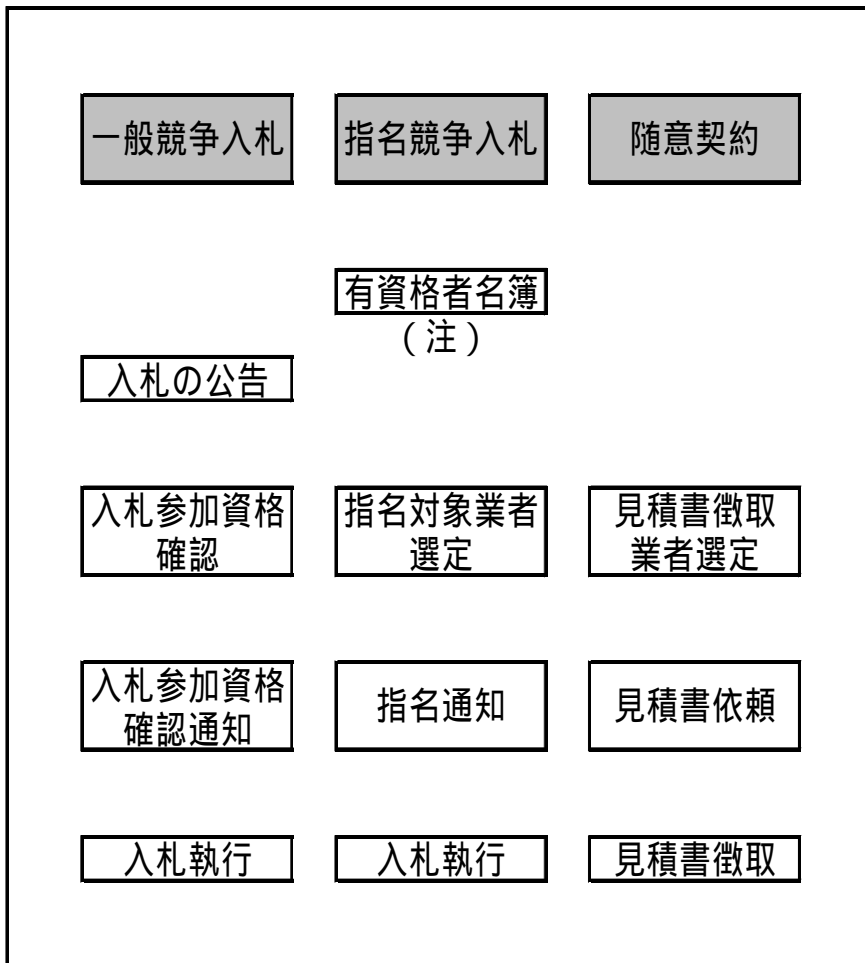 一般競争入札
指名競争入札
随意契約
有資格者名簿
（注）
入札の公告
入札参加資格
確認
指名対象業者
選定
見積書徴取
業者選定
入札参加資格
確認通知
指名通知
見積書依頼
入札執行
入札執行
見積書徴取